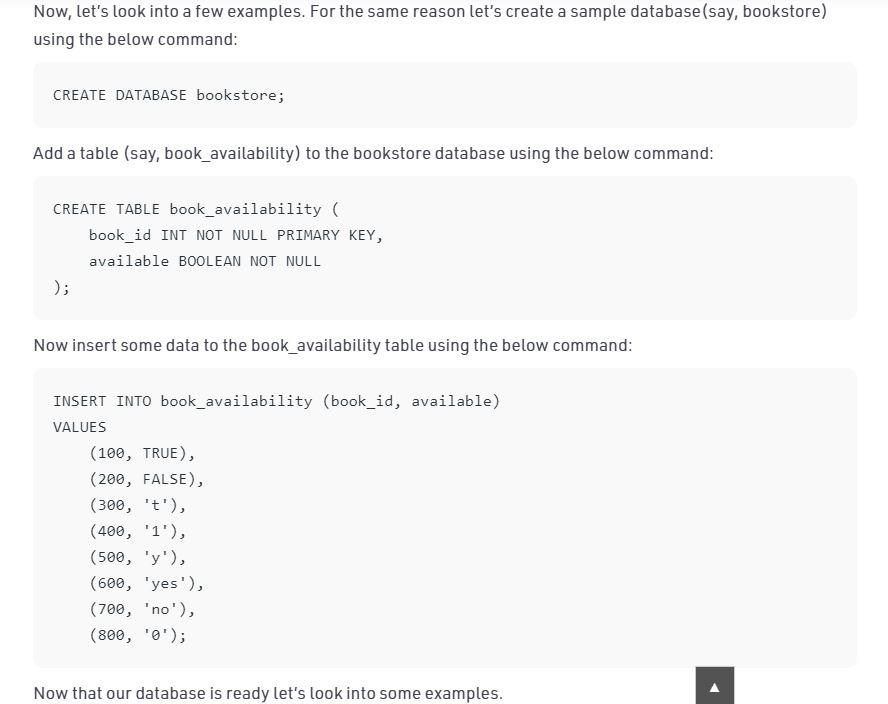 Now, let's look into a few examples. For the same reason let's create a sample database(say, bookstore)
using the below command:
CREATE DATABASE bookstore;
Add a table (say, book_availability) to the bookstore database using the below command:
CREATE TABLE book_availability (
    book_id INT NOT NULL PRIMARY KEY,
    available BOOLEAN NOT NULL
);
Now insert some data to the book_availability table using the below command:
INSERT INTO book_availability (book_id, available)
VALUES
    (100, TRUE),
    (200, FALSE),
    (300, 't'),
    (400, '1'),
    (500, 'y'),
    (600, 'yes'),
    (700, 'no'),
    (800, '0');
Now that our database is ready let's look into some examples.